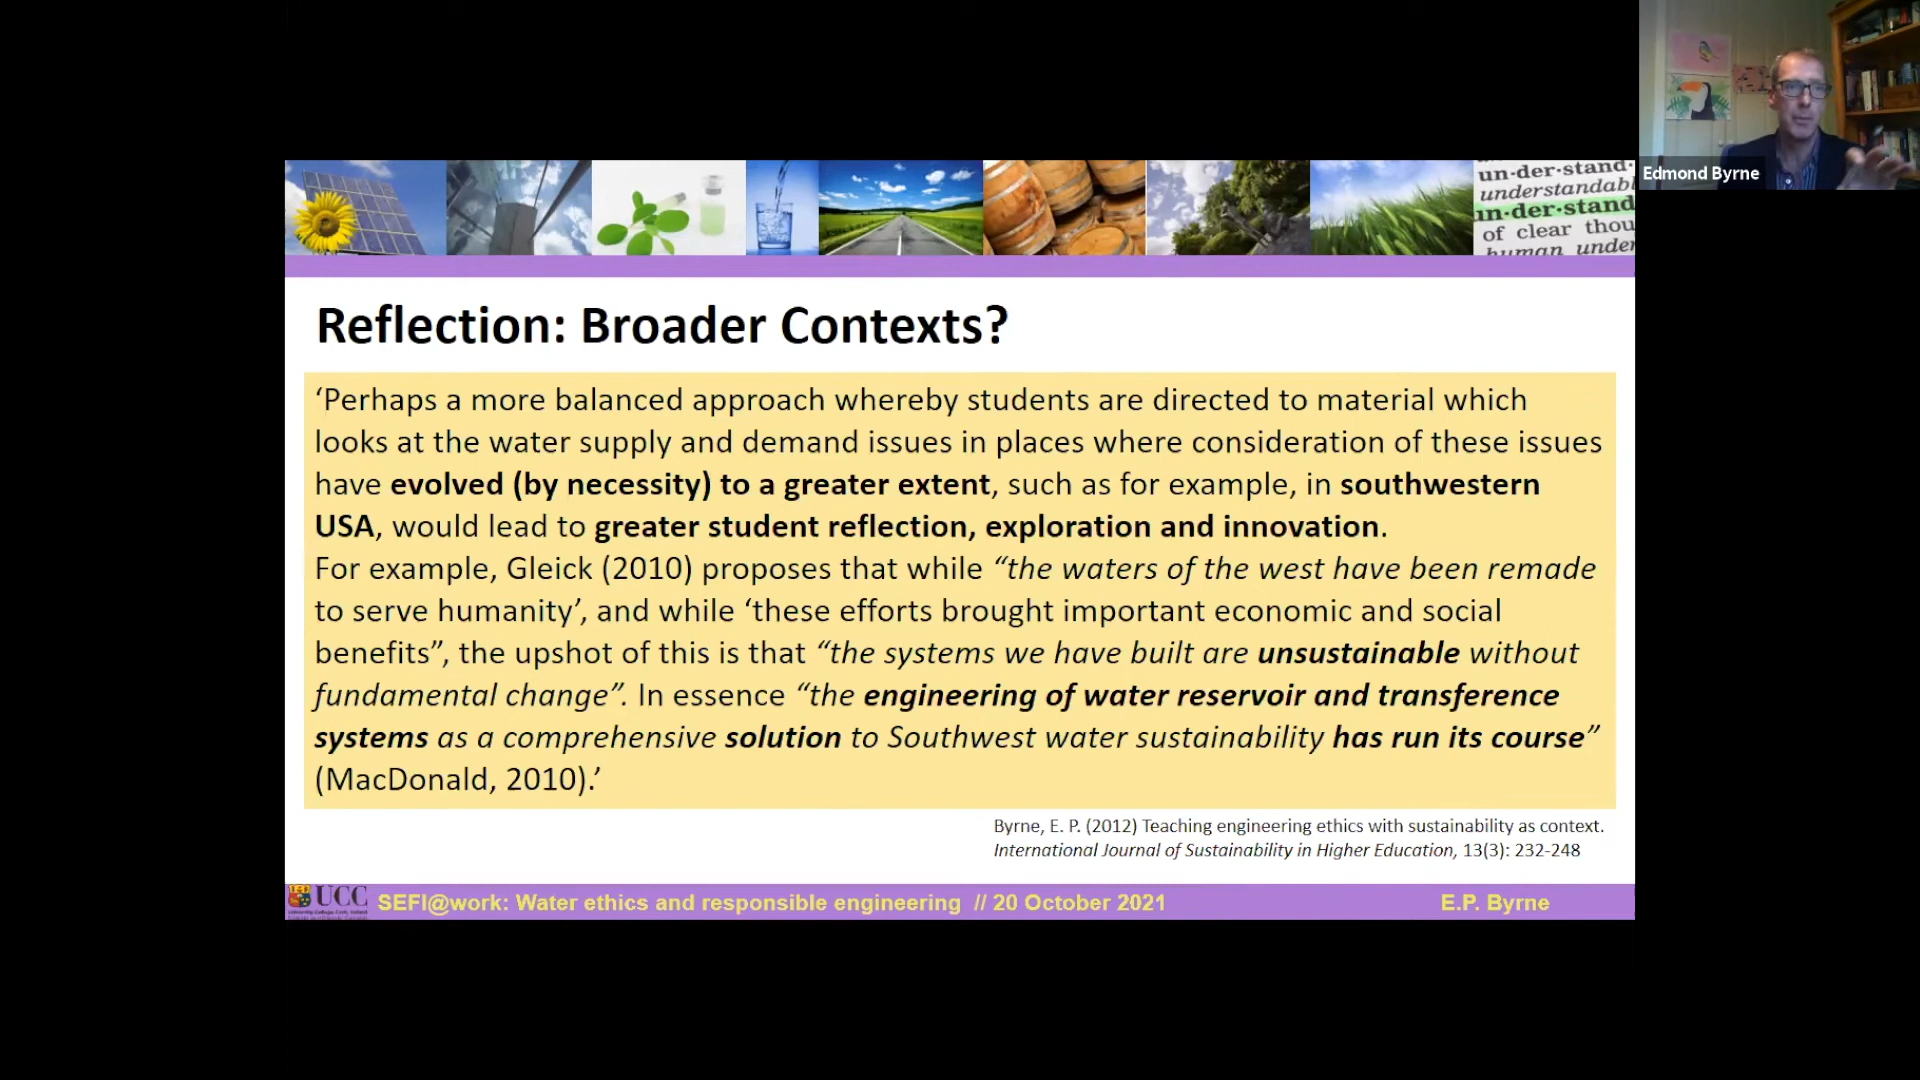 Edmond Byrne
un·der·stand·
understandabl
un·der·stand
of clear thou
human under
Reflection: Broader Contexts?
‘Perhaps a more balanced approach whereby students are directed to material which
looks at the water supply and demand issues in places where consideration of these issues
have evolved (by necessity) to a greater extent, such as for example, in southwestern
USA, would lead to greater student reflection, exploration and innovation.
For example, Gleick (2010) proposes that while “the waters of the west have been remade
to serve humanity’, and while ‘these efforts brought important economic and social
benefits”, the upshot of this is that “the systems we have built are unsustainable without
fundamental change”. In essence “the engineering of water reservoir and transference
systems as a comprehensive solution to Southwest water sustainability has run its course”
(MacDonald, 2010).’
Byrne, E. P. (2012) Teaching engineering ethics with sustainability as context.
International Journal of Sustainability in Higher Education, 13(3): 232-248
UCC
SEFI@work: Water ethics and responsible engineering // 20 October 2021
E.P. Byrne